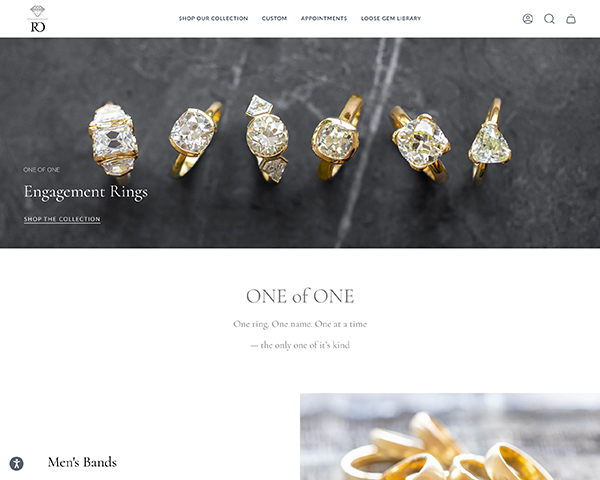 RO
SHOP OUR COLLECTION CUSTOM APPOINTMENTS LOOSE GEM LIBRARY
ONE OF ONE
Engagement Rings
SHOP THE COLLECTION
ONE of ONE
One ring. One name. One at a time
— the only one of it's kind
Men's Bands